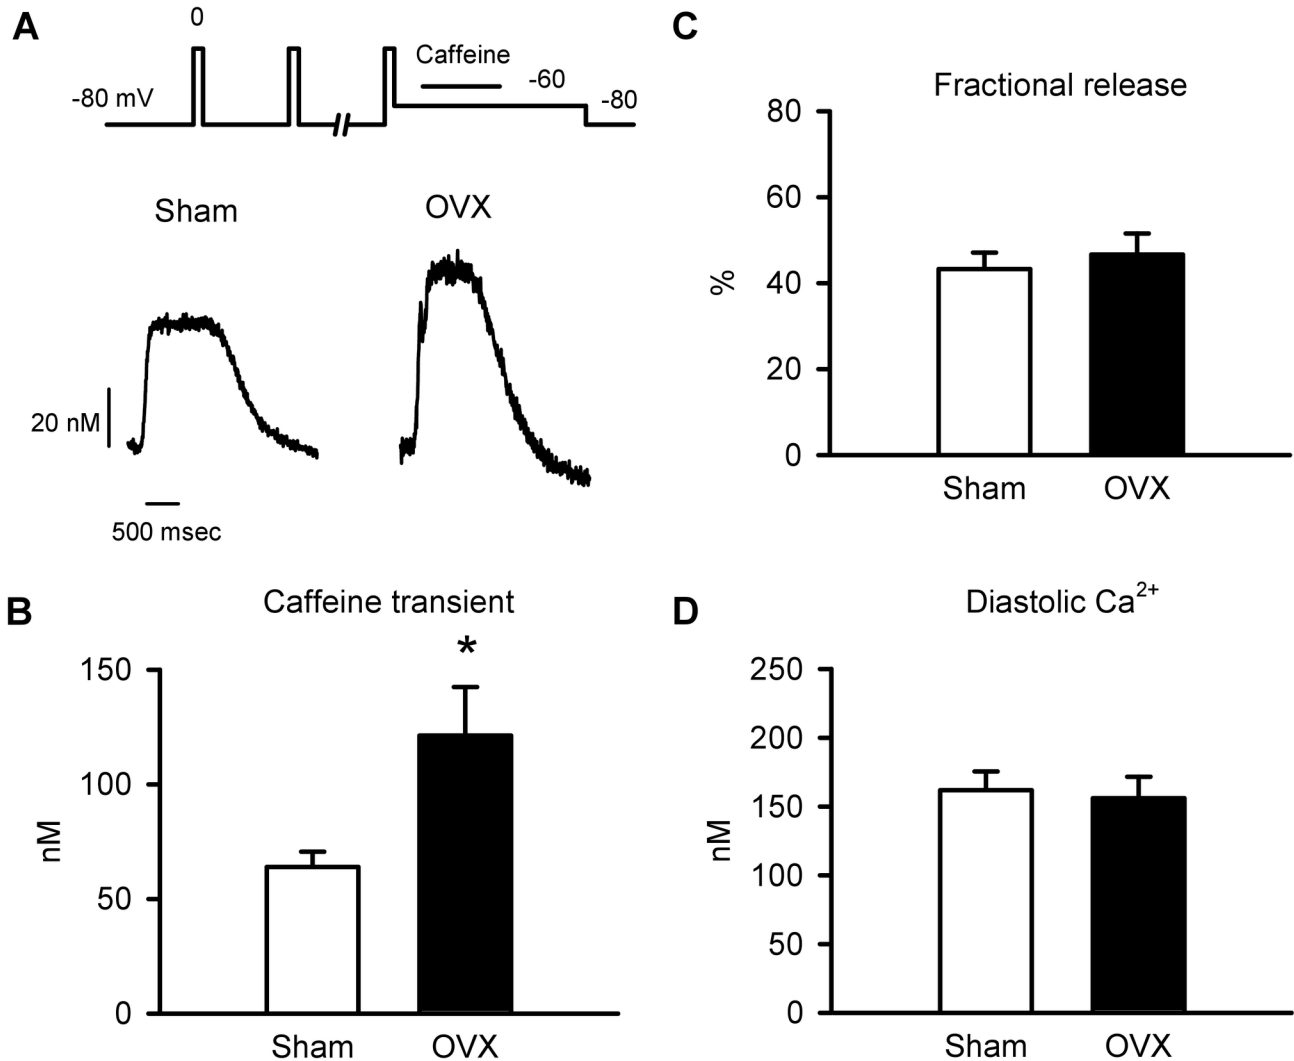 A
0
Caffeine
-80 mV
-60
-80
Sham
OVX
20 nM
500 msec
B
Caffeine transient
*
150
100
50
0
nM
Sham
OVX
C
Fractional release
80
60
40
20
0
%
Sham
OVX
D
Diastolic Ca²⁺
250
200
150
100
50
0
nM
Sham
OVX